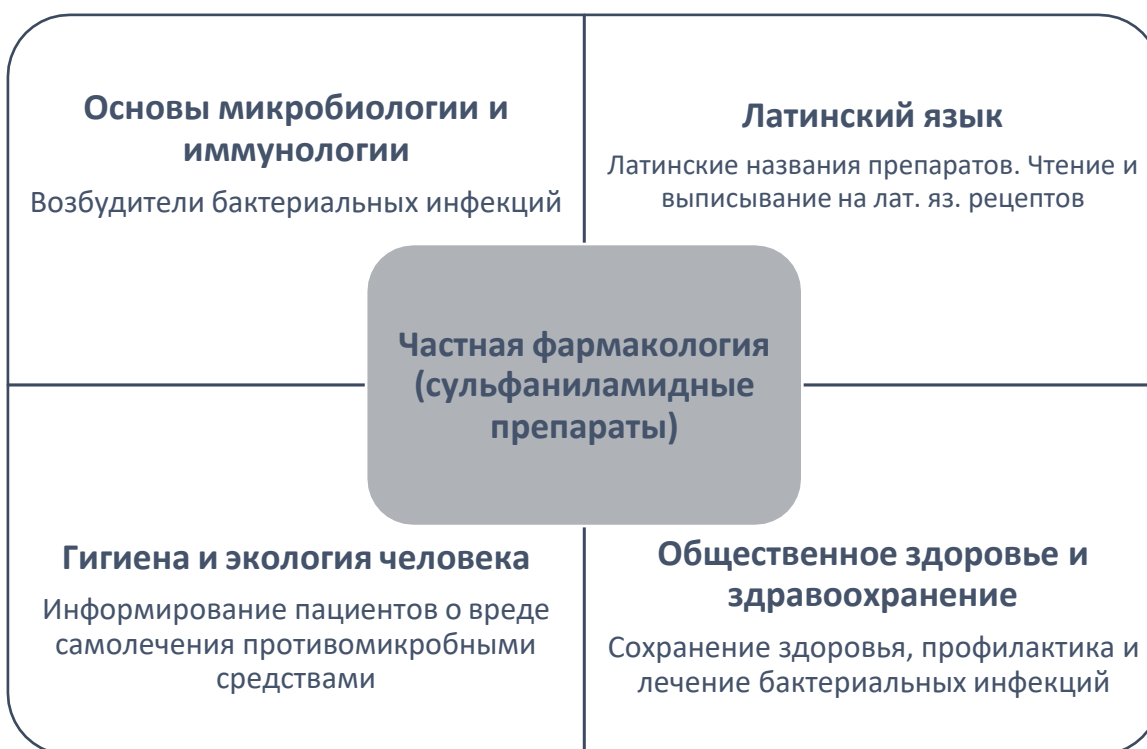 Основы микробиологии и
иммунологии
Возбудители бактериальных инфекций
Латинский язык
Латинские названия препаратов. Чтение и
выписывание на лат. яз. рецептов
Частная фармакология
(сульфаниламидные
препараты)
Гигиена и экология человека
Информирование пациентов о вреде
самолечения противомикробными
средствами
Общественное здоровье и
здравоохранение
Сохранение здоровья, профилактика и
лечение бактериальных инфекций